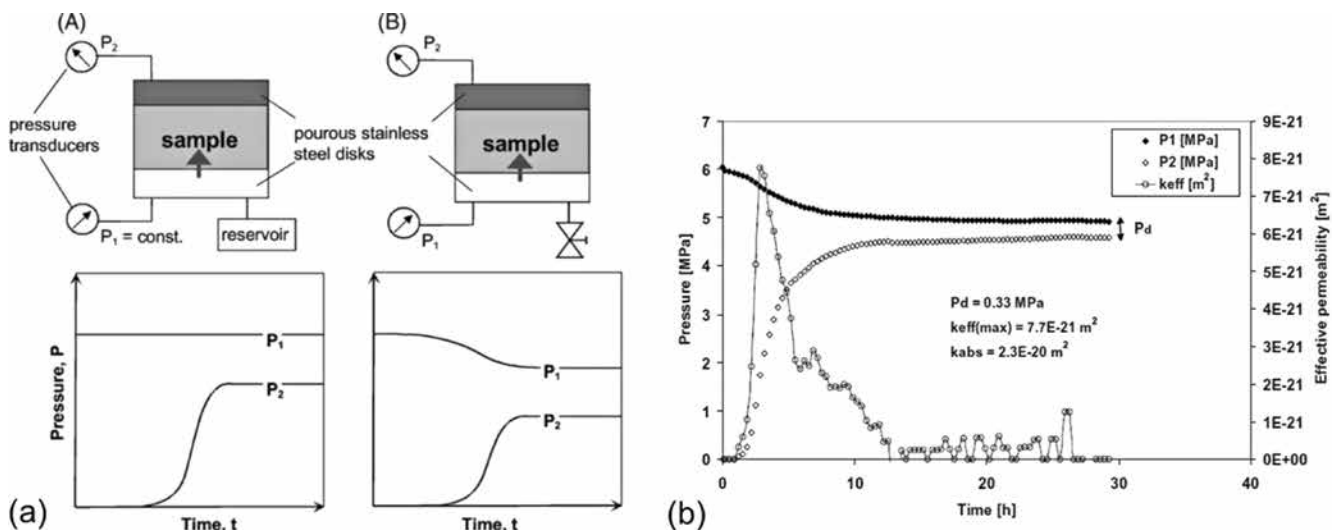 (A)
P2
pressure
transducers
sample
P1 = const.
reservoir
pourous stainless
steel disks
(B)
P2
sample
P1
Pressure, P
P1
P2
Time, t
P1
P2
Time, t
(a)
7
6
5
4
3
2
1
0
Pressure [MPa]
9E-21
8E-21
7E-21
6E-21
5E-21
4E-21
3E-21
2E-21
1E-21
0E+00
Effective permeability [m²]
P1 [MPa]
P2 [MPa]
keff [m²]
Pd
Pd = 0.33 MPa
keff(max) = 7.7E-21 m²
kabs = 2.3E-20 m²
0
10
20
30
40
Time [h]
(b)